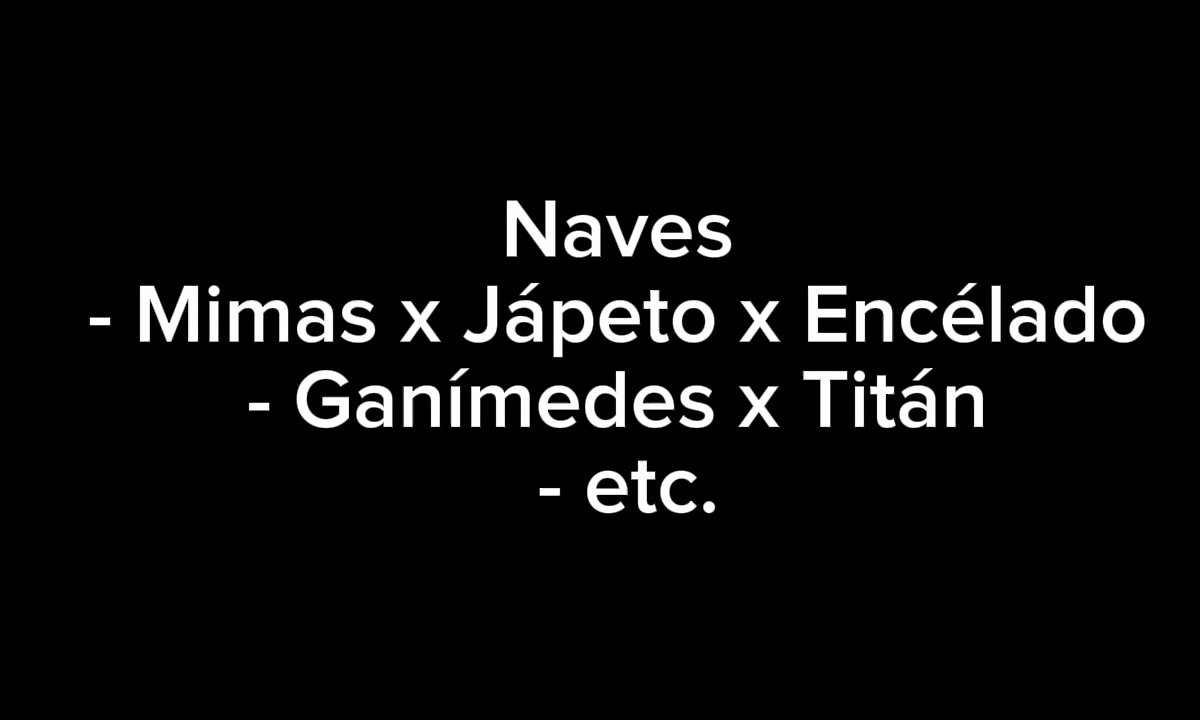 Naves
- Mimas x Jápeto x Encélado
- Ganímedes x Titán
- etc.